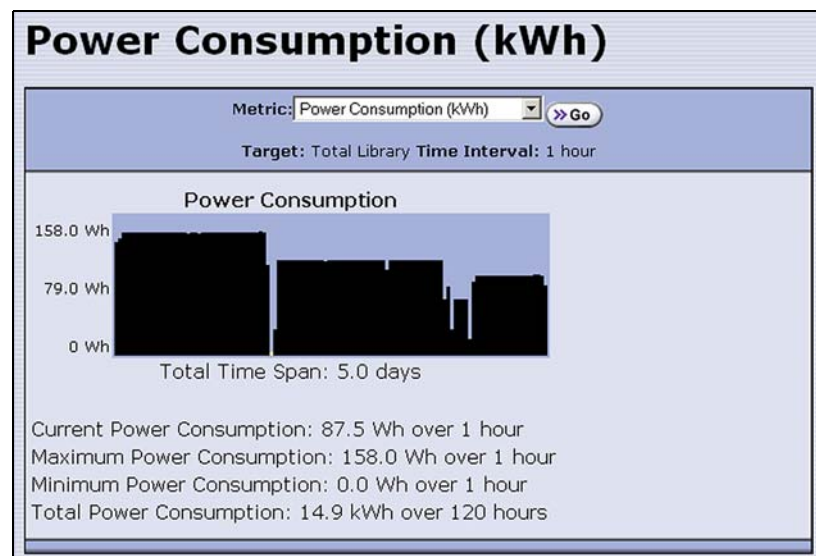 Power Consumption (kWh)
Metric: Power Consumption (kWh) >> Go
Target: Total Library Time Interval: 1 hour
Power Consumption
158.0 Wh
79.0 Wh
0 Wh
Total Time Span: 5.0 days
Current Power Consumption: 87.5 Wh over 1 hour
Maximum Power Consumption: 158.0 Wh over 1 hour
Minimum Power Consumption: 0.0 Wh over 1 hour
Total Power Consumption: 14.9 kWh over 120 hours